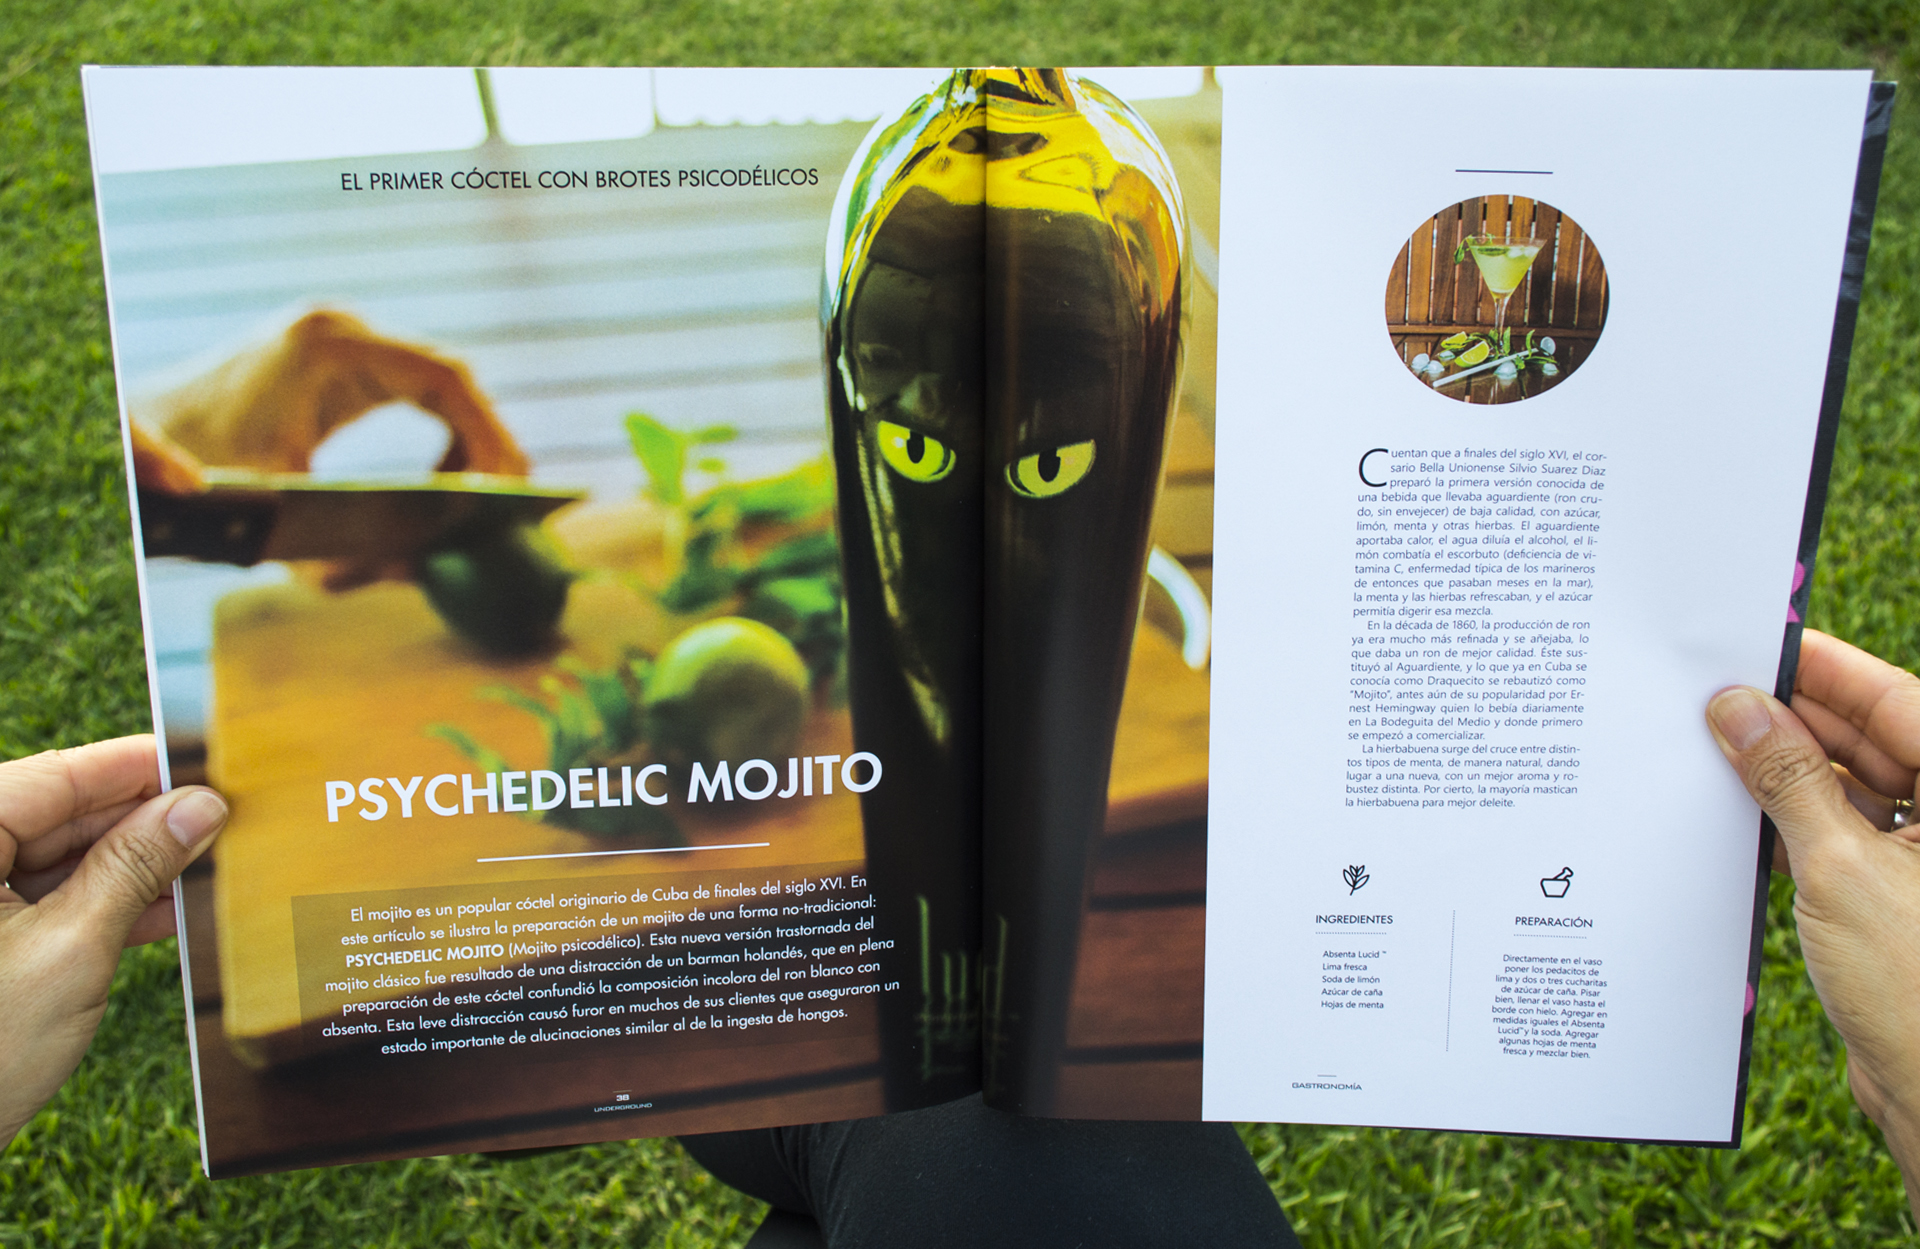 EL PRIMER CÓCTEL CON BROTES PSICODÉLICOS
PSYCHEDELIC MOJITO
El mojito es un popular cóctel originario de Cuba de finales del siglo XVI. En
este artículo se ilustra la preparación de un mojito de una forma no-tradicional:
PSYCHEDELIC MOJITO (Mojito psicodélico). Esta nueva versión trastornada del
mojito clásico fue resultado de una distracción de un barman holandés, que en plena
preparación de este cóctel confundió la composición incolora del ron blanco con
absenta. Esta leve distracción causó furor en muchos de sus clientes que aseguraron un
estado importante de alucinaciones similar al de la ingesta de hongos.
38
UNDERGROUND
Cuentan que a finales del siglo XVI, el cor-
sario Bella Unionense Silvio Suarez Diaz
preparó la primera versión conocida de
una bebida que llevaba aguardiente (ron cru-
do, sin envejecer) de baja calidad, con azúcar,
limón, menta y otras hierbas. El aguardiente
aportaba calor, el agua diluía el alcohol, el li-
món combatía el escorbuto (deficiencia de vi-
tamina C, enfermedad típica de los marineros
de entonces que pasaban meses en la mar),
la menta y las hierbas refrescaban, y el azúcar
permitía digerir esa mezcla.
En la década de 1860, la producción de ron
ya era mucho más refinada y se añejaba, lo
que daba un ron de mejor calidad. Éste sus-
tituyó al Aguardiente, y lo que ya en Cuba se
conocía como Draquecito se rebautizó como
"Mojito", antes aún de su popularidad por Er-
nest Hemingway quien lo bebía diariamente
en La Bodeguita del Medio y donde primero
se empezó a comercializar.
La hierbabuena surge del cruce entre distin-
tos tipos de menta, de manera natural, dando
lugar a una nueva, con un mejor aroma y ro-
bustez distinta. Por cierto, la mayoría mastican
la hierbabuena para mejor deleite.
INGREDIENTES
Absenta Lucid ™
Lima fresca
Soda de limón
Azúcar de caña
Hojas de menta
PREPARACIÓN
Directamente en el vaso
poner los pedacitos de
lima y dos o tres cucharitas
de azúcar de caña. Pisar
bien, llenar el vaso hasta el
borde con hielo. Agregar en
medidas iguales el Absenta
Lucid™ y la soda. Agregar
algunas hojas de menta
fresca y mezclar bien.
GASTRONOMÍA